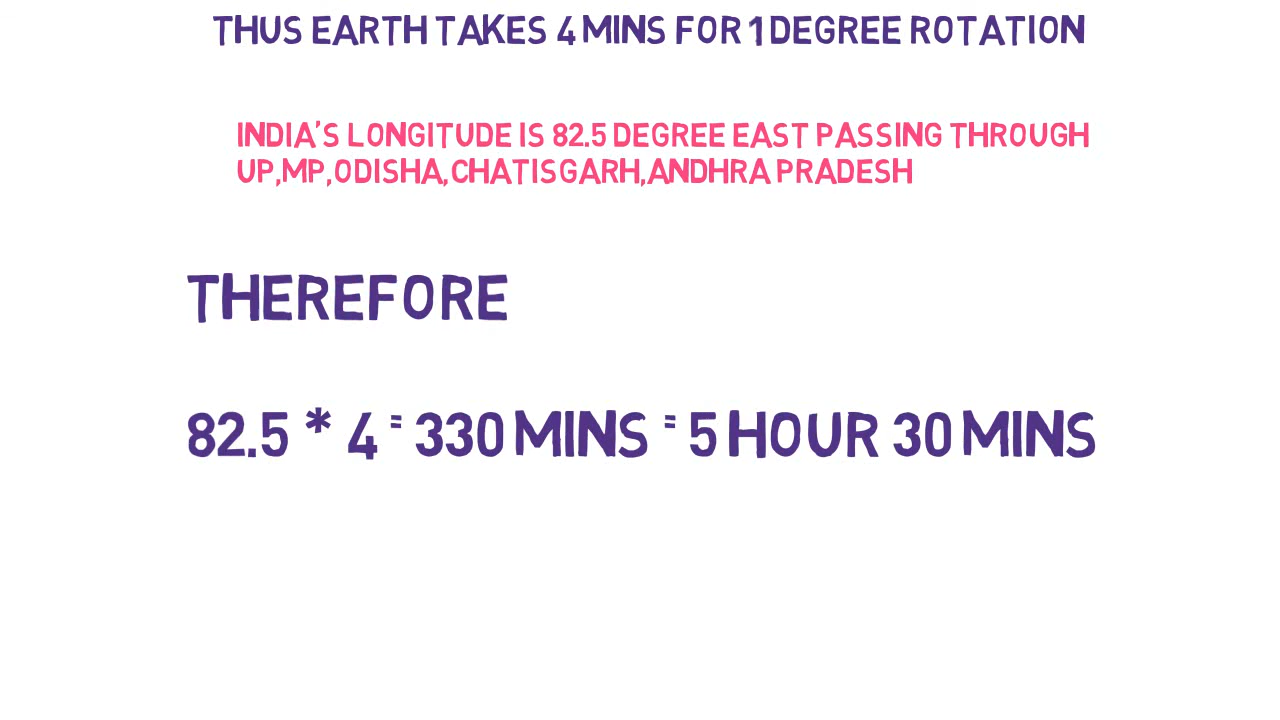 THUS EARTH TAKES 4 MINS FOR 1 DEGREE ROTATION
INDIA'S LONGITUDE IS 82.5 DEGREE EAST PASSING THROUGH
UP,MP,ODISHA,CHATISGARH,ANDHRA PRADESH
THEREFORE
82.5 * 4 = 330 MINS = 5 HOUR 30 MINS